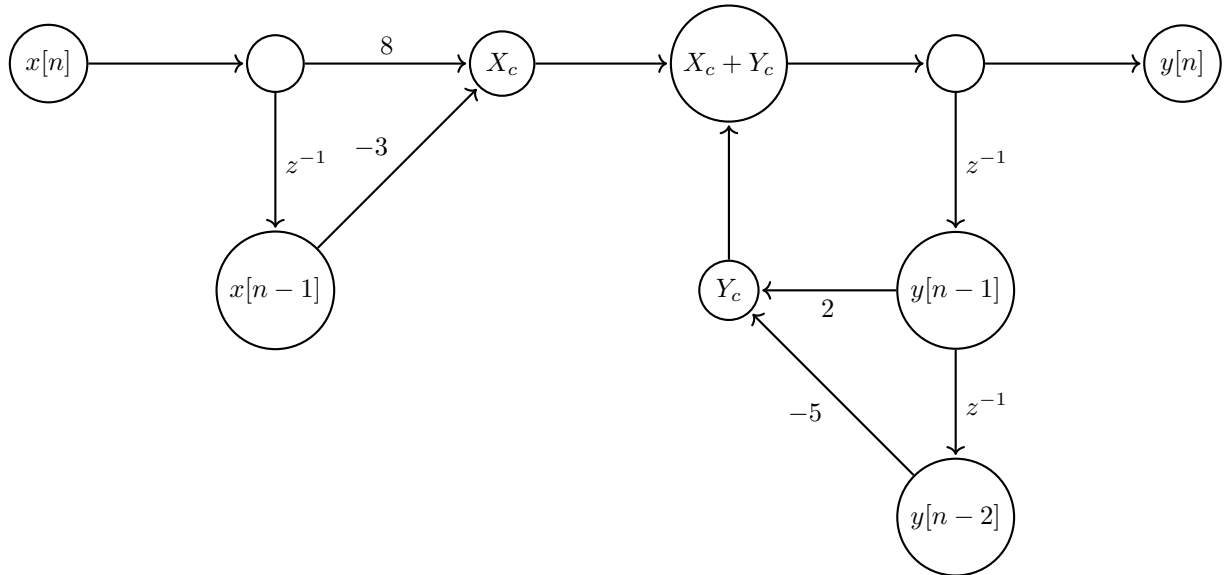 8
x[n]
X_c
X_c + Y_c
y[n]
−3
z^{-1}
z^{-1}
x[n − 1]
Y_c
2
y[n − 1]
−5
z^{-1}
y[n − 2]